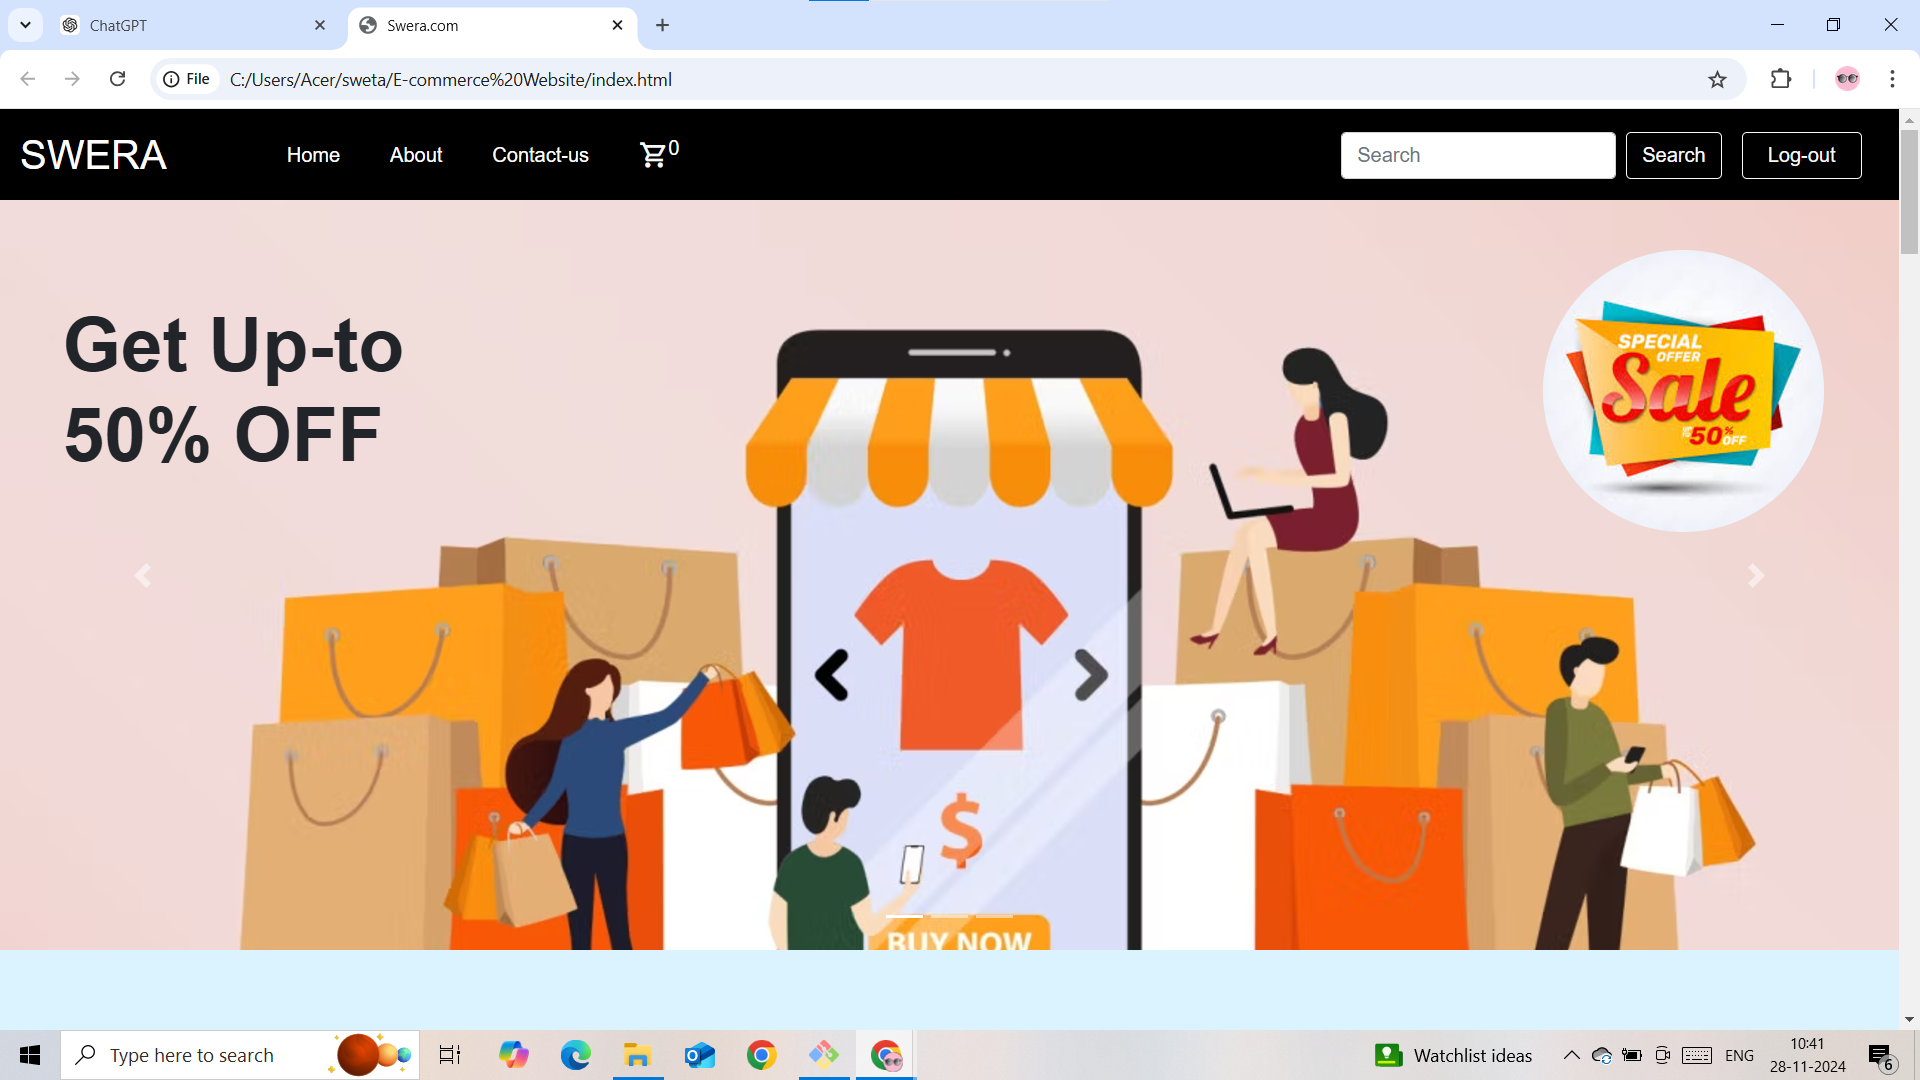 ChatGPT
Swera.com
File
C:/Users/Acer/sweta/E-commerce%20Website/index.html
SWERA
Home
About
Contact-us
0
Search
Search
Log-out
Get Up-to
50% OFF
SPECIAL
OFFER
Sale
UP TO 50% OFF
$
BUY NOW
Type here to search
Watchlist ideas
ENG
10:41
28-11-2024
6